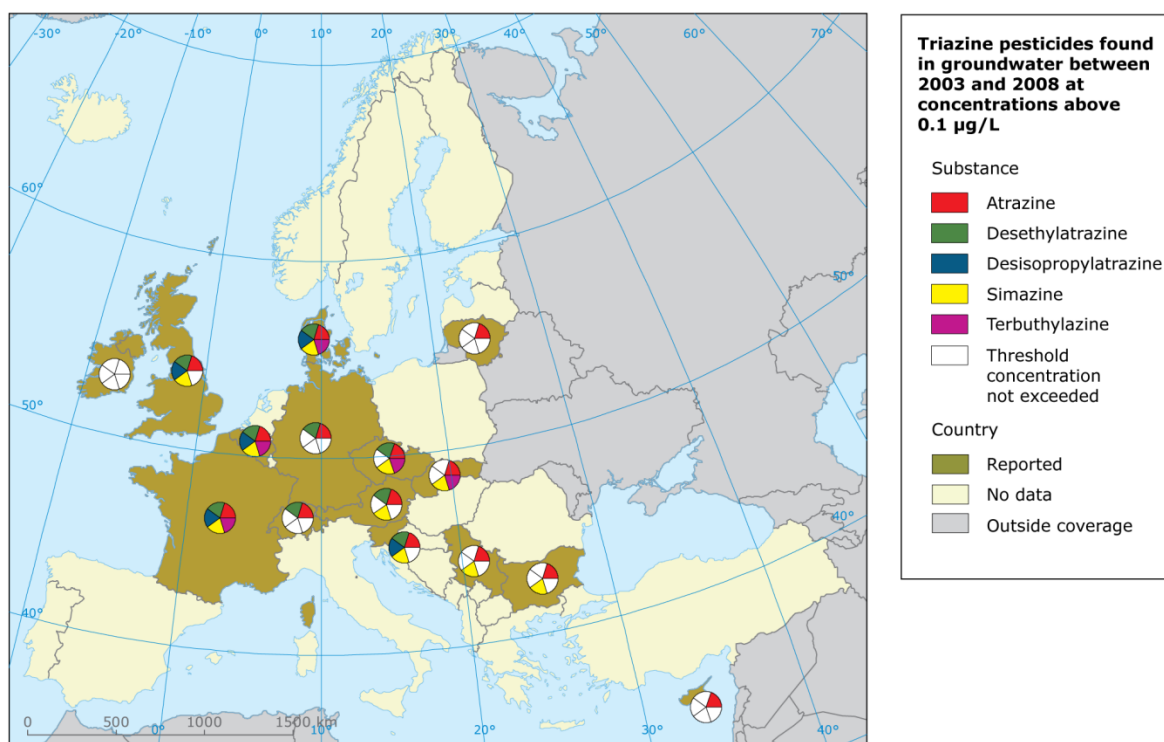 -30°
-20°
-10°
0°
10°
20°
30°
40°
50°
60°
70°
60°
50°
50°
40°
40°
0
500
1000
1500 km
0°
10°
20°
30°
40°
Triazine pesticides found
in groundwater between
2003 and 2008 at
concentrations above
0.1 µg/L
Substance
Atrazine
Desethylatrazine
Desisopropylatrazine
Simazine
Terbuthylazine
Threshold
concentration
not exceeded
Country
Reported
No data
Outside coverage